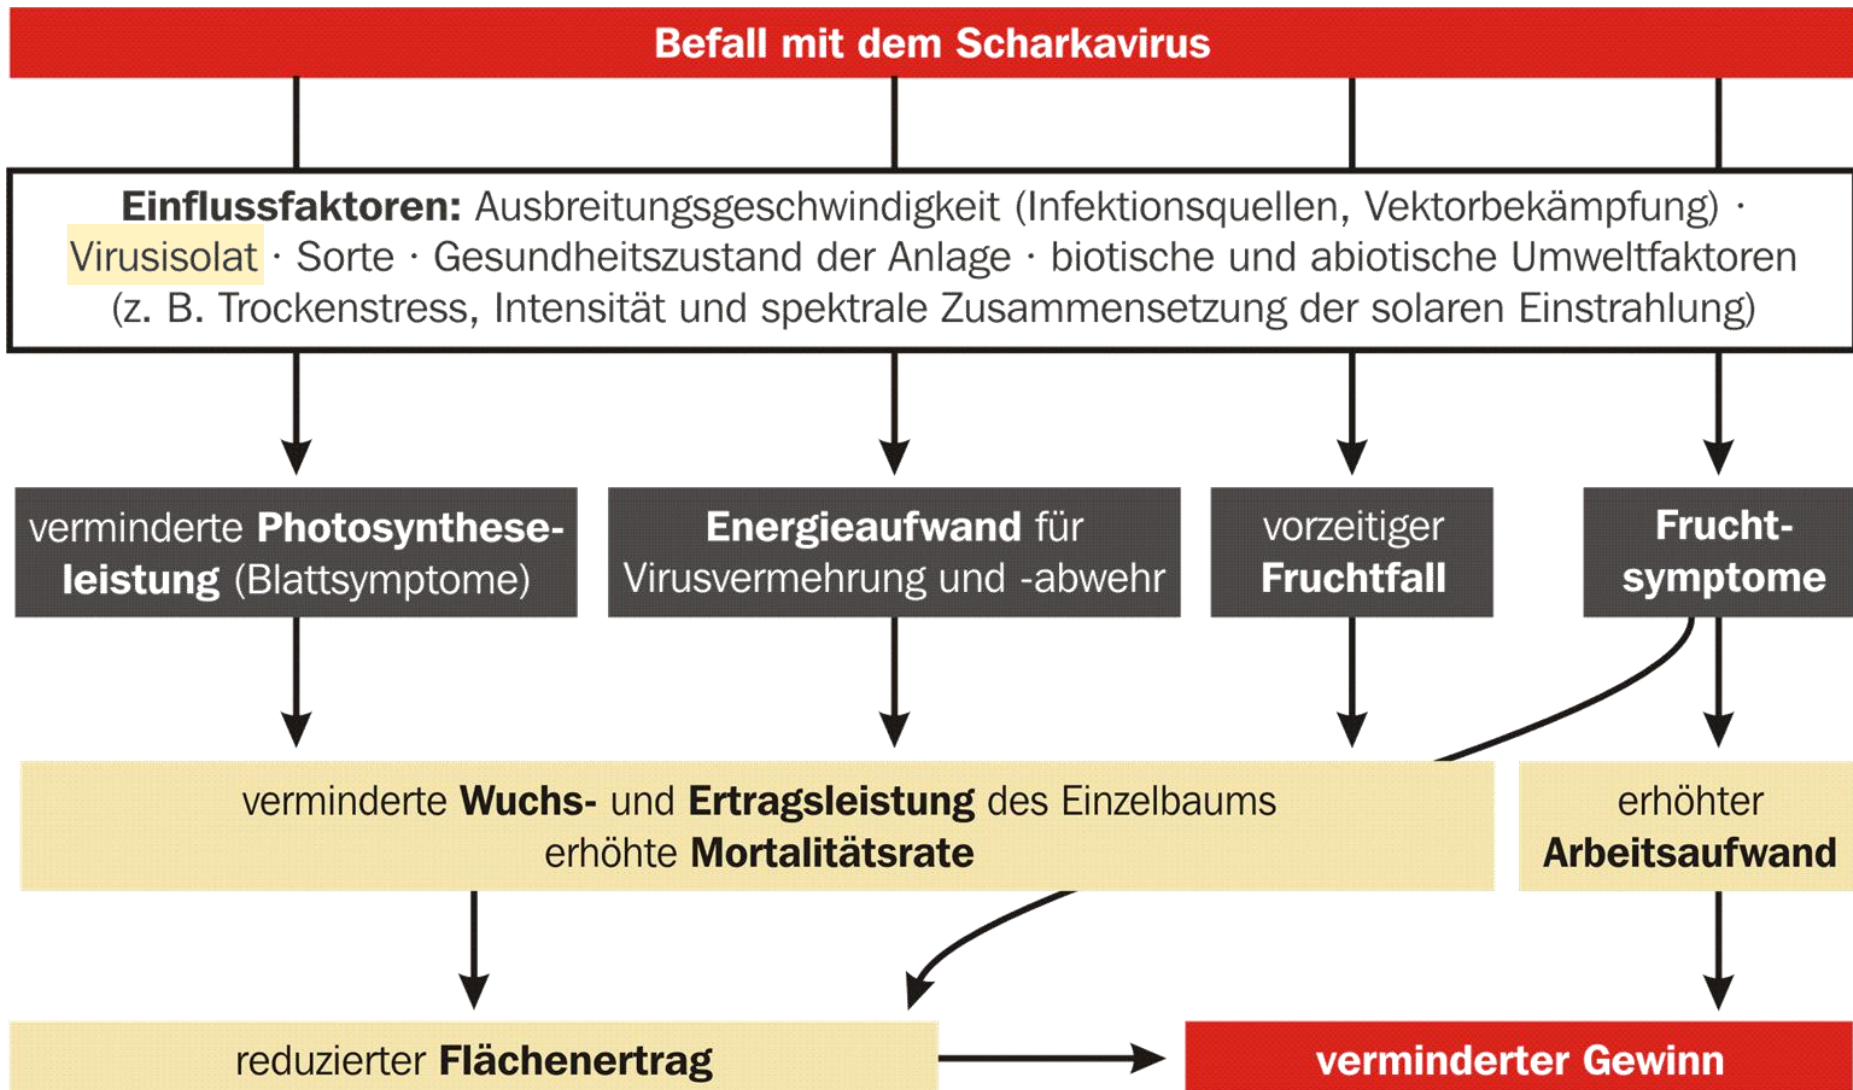 Befall mit dem Scharkavirus
Einflussfaktoren: Ausbreitungsgeschwindigkeit (Infektionsquellen, Vektorbekämpfung) ·
Virusisolat · Sorte · Gesundheitszustand der Anlage · biotische und abiotische Umweltfaktoren
(z. B. Trockenstress, Intensität und spektrale Zusammensetzung der solaren Einstrahlung)
verminderte Photosynthese-
leistung (Blattsymptome)
Energieaufwand für
Virusvermehrung und -abwehr
vorzeitiger
Fruchtfall
Frucht-
symptome
verminderte Wuchs- und Ertragsleistung des Einzelbaums
erhöhte Mortalitätsrate
erhöhter
Arbeitsaufwand
reduzierter Flächenertrag
verminderter Gewinn